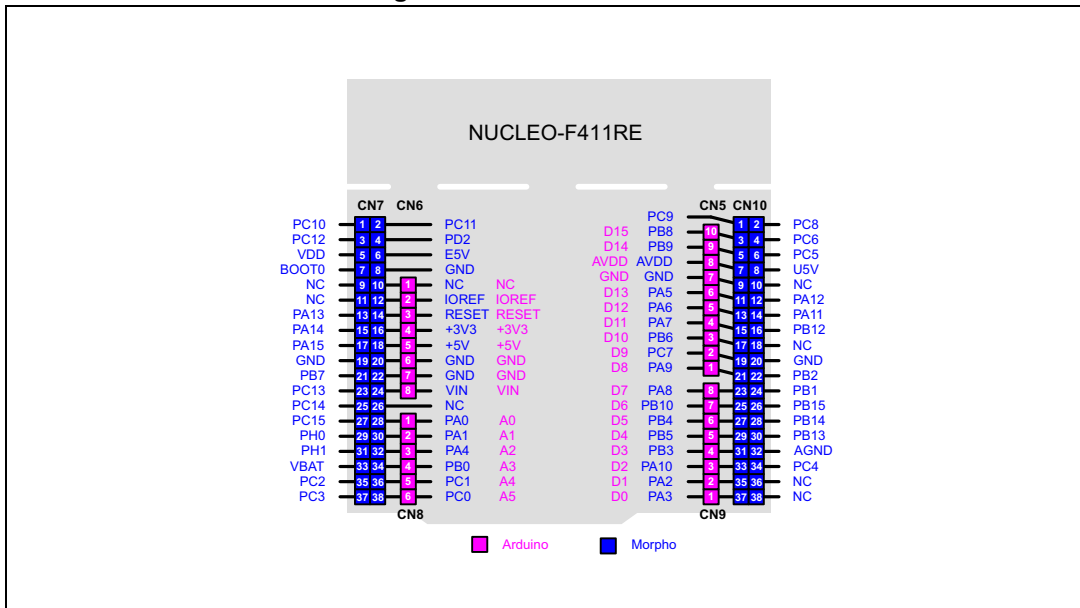 NUCLEO-F411RE
CN7 CN6 CN5 CN10
PC9
PC10 1 2 PC11 1 2 PC8
PC12 3 4 PD2 D15 PB8 10 3 4 PC6
VDD 5 6 E5V D14 PB9 9 5 6 PC5
BOOT0 7 8 GND AVDD AVDD 8 7 8 U5V
NC 9 10 1 NC NC GND GND 7 9 10 NC
NC 11 12 2 IOREF IOREF D13 PA5 6 11 12 PA12
PA13 13 14 3 RESET RESET D12 PA6 5 13 14 PA11
PA14 15 16 4 +3V3 +3V3 D11 PA7 4 15 16 PB12
PA15 17 18 5 +5V +5V D10 PB6 3 17 18 NC
GND 19 20 6 GND GND D9 PC7 2 19 20 GND
PB7 21 22 7 GND GND D8 PA9 1 21 22 PB2
PC13 23 24 8 VIN VIN D7 PA8 8 23 24 PB1
PC14 25 26 NC D6 PB10 7 25 26 PB15
PC15 27 28 1 PA0 A0 D5 PB4 6 27 28 PB14
PH0 29 30 2 PA1 A1 D4 PB5 5 29 30 PB13
PH1 31 32 3 PA4 A2 D3 PB3 4 31 32 AGND
VBAT 33 34 4 PB0 A3 D2 PA10 3 33 34 PC4
PC2 35 36 5 PC1 A4 D1 PA2 2 35 36 NC
PC3 37 38 6 PC0 A5 D0 PA3 1 37 38 NC
CN8 CN9
Arduino Morpho